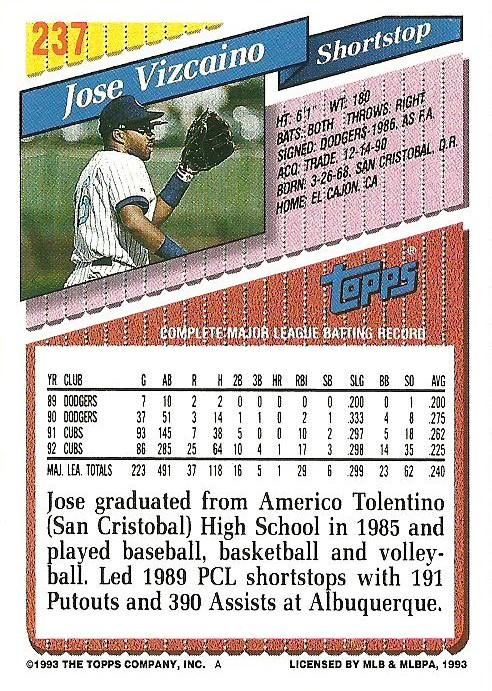 237
Jose Vizcaino
Shortstop
HT: 6'1" WT: 180
BATS: BOTH THROWS: RIGHT
SIGNED: DODGERS-1986, AS F.A.
ACQ: TRADE, 12-14-90
BORN: 3-26-68, SAN CRISTOBAL, D.R.
HOME: EL CAJON, CA
Topps®
COMPLETE MAJOR LEAGUE BATTING RECORD
YR CLUB G AB R H 2B 3B HR RBI SB SLG BB SO AVG
89 DODGERS 7 10 2 2 0 0 0 0 0 .200 0 1 .200
90 DODGERS 37 51 3 14 1 1 0 2 1 .333 4 8 .275
91 CUBS 93 145 7 38 5 0 0 10 2 .297 5 18 .262
92 CUBS 86 285 25 64 10 4 1 17 3 .298 14 35 .225
MAJ. LEA. TOTALS 223 491 37 118 16 5 1 29 6 .299 23 62 .240
Jose graduated from Americo Tolentino
(San Cristobal) High School in 1985 and
played baseball, basketball and volley-
ball. Led 1989 PCL shortstops with 191
Putouts and 390 Assists at Albuquerque.
©1993 THE TOPPS COMPANY, INC. A LICENSED BY MLB & MLBPA, 1993